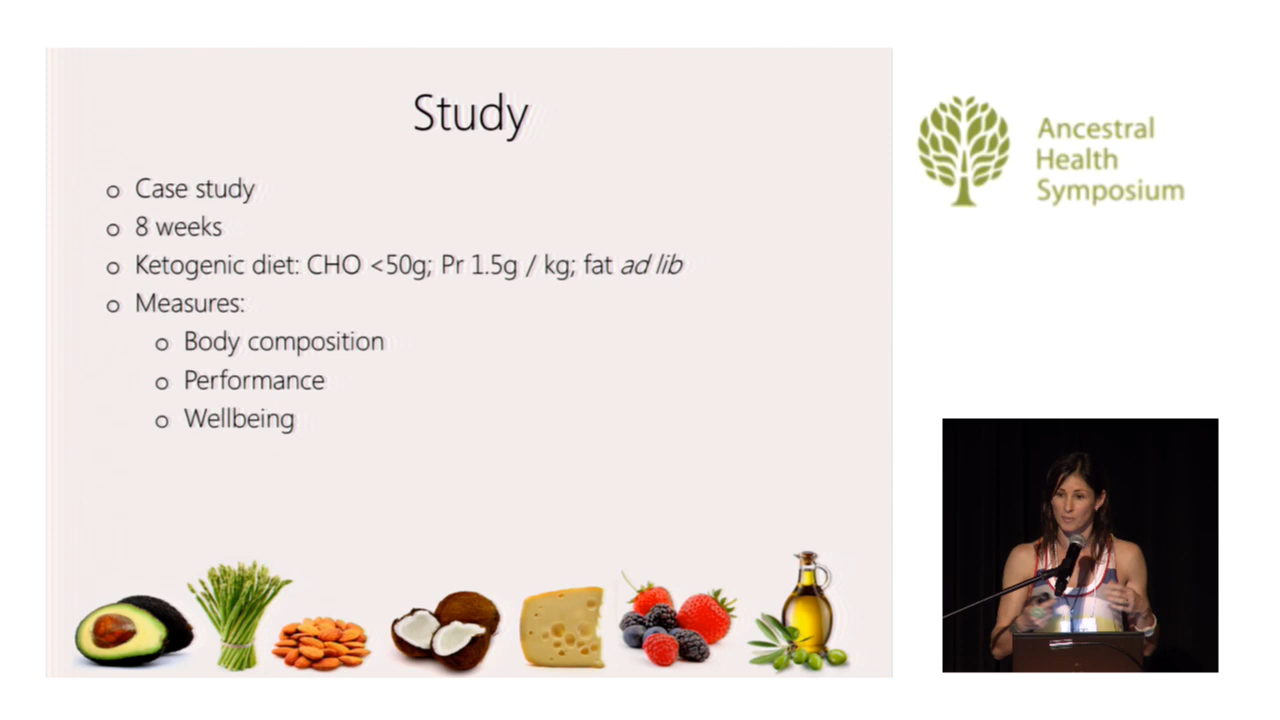 Study
o Case study
o 8 weeks
o Ketogenic diet: CHO <50g; Pr 1.5g / kg; fat ad lib
o Measures:
o Body composition
o Performance
o Wellbeing
Ancestral
Health
Symposium